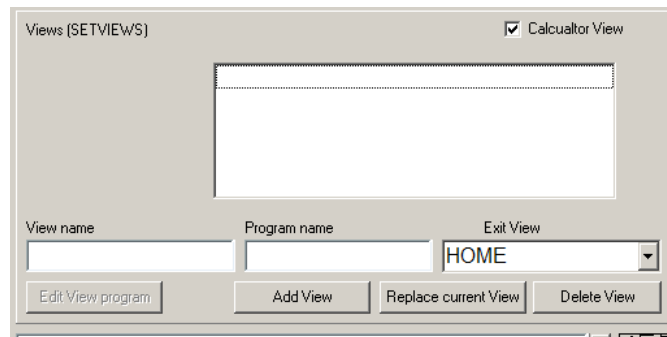 Views (SETVIEWS) Calcualtor View
View name Program name Exit View
HOME
Edit View program Add View Replace current View Delete View